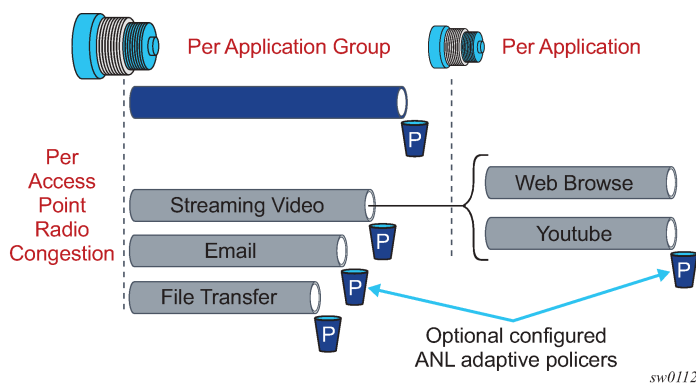 Per Application Group
Per Application
P
Per
Access
Point
Radio
Congestion
Streaming Video
Web Browse
P
Email
Youtube
P
P
File Transfer
P
Optional configured
ANL adaptive policers
sw0112